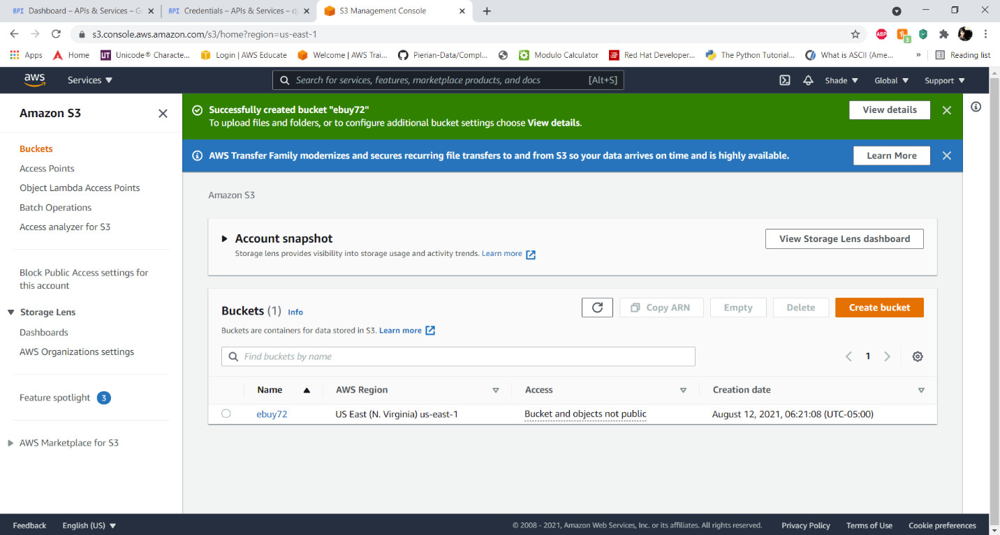 API Dashboard – APIs & Services – Go
API Credentials – APIs & Services – dj
S3 Management Console
s3.console.aws.amazon.com/s3/home?region=us-east-1
ABP
3
Apps
Home
UT Unicode® Characte...
Login | AWS Educate
Welcome | AWS Trai...
Pierian-Data/Compl...
Modulo Calculator
Red Hat Developer...
The Python Tutorial...
What is ASCII (Ame...
»
Reading list
aws
Services
Search for services, features, marketplace products, and docs
[Alt+S]
Shade
Global
Support
Amazon S3
Buckets
Access Points
Object Lambda Access Points
Batch Operations
Access analyzer for S3
Block Public Access settings for
this account
Storage Lens
Dashboards
AWS Organizations settings
Feature spotlight 3
AWS Marketplace for S3
Successfully created bucket "ebuy72"
To upload files and folders, or to configure additional bucket settings choose View details.
View details
AWS Transfer Family modernizes and secures recurring file transfers to and from S3 so your data arrives on time and is highly available.
Learn More
Amazon S3
Account snapshot
Storage lens provides visibility into storage usage and activity trends. Learn more
View Storage Lens dashboard
Buckets (1) Info
Buckets are containers for data stored in S3. Learn more
Copy ARN
Empty
Delete
Create bucket
Find buckets by name
1
Name
AWS Region
Access
Creation date
ebuy72
US East (N. Virginia) us-east-1
Bucket and objects not public
August 12, 2021, 06:21:08 (UTC-05:00)
Feedback
English (US)
© 2008 - 2021, Amazon Web Services, Inc. or its affiliates. All rights reserved.
Privacy Policy
Terms of Use
Cookie preferences